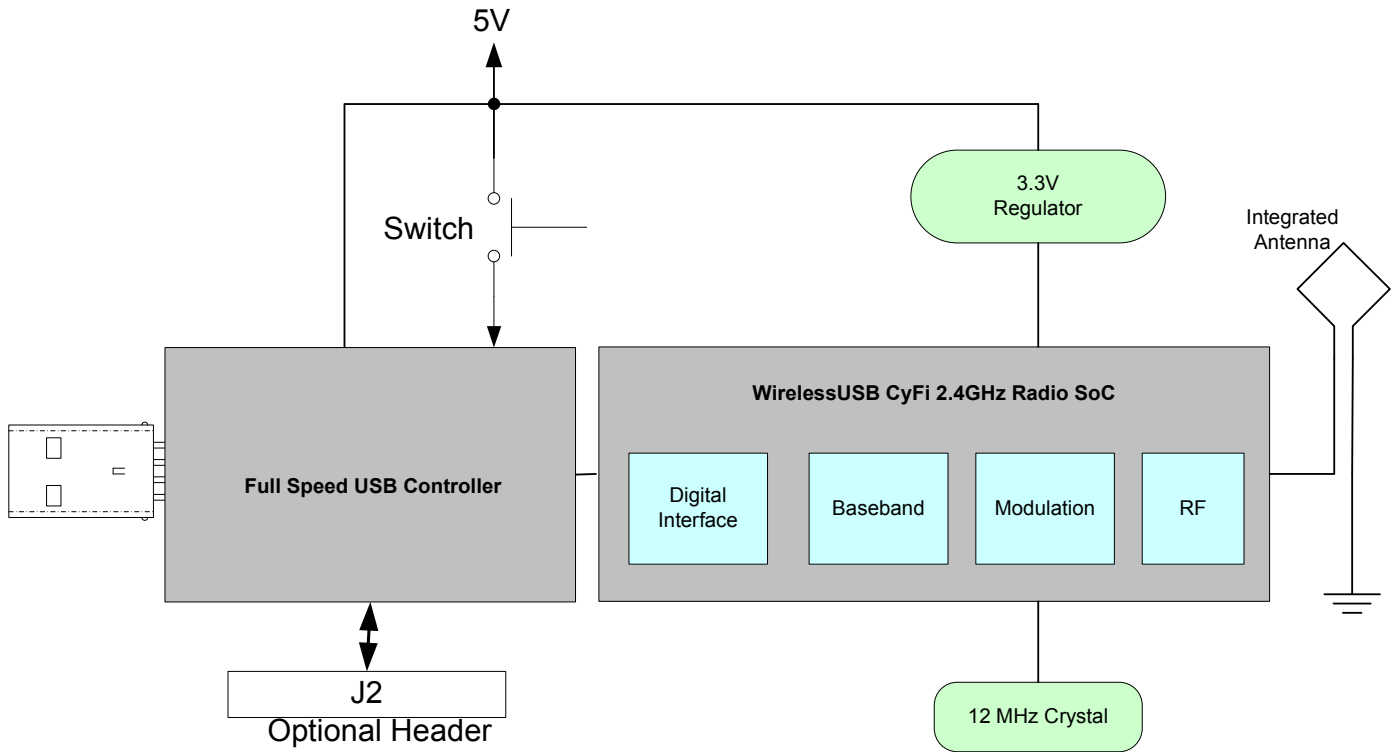 5V
Switch
3.3V
Regulator
Integrated
Antenna
WirelessUSB CyFi 2.4GHz Radio SoC
Full Speed USB Controller
Digital
Interface
Baseband
Modulation
RF
J2
Optional Header
12 MHz Crystal